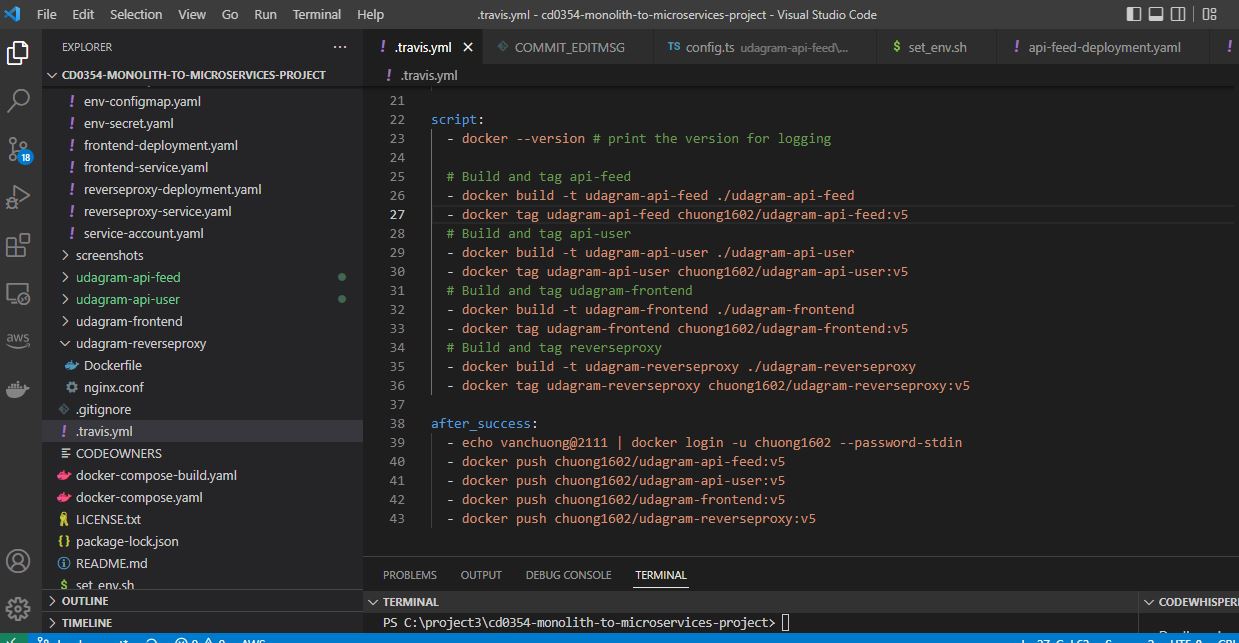 File Edit Selection View Go Run Terminal Help .travis.yml - cd0354-monolith-to-microservices-project - Visual Studio Code
EXPLORER ···
CD0354-MONOLITH-TO-MICROSERVICES-PROJECT
env-configmap.yaml
env-secret.yaml
frontend-deployment.yaml
frontend-service.yaml
reverseproxy-deployment.yaml
reverseproxy-service.yaml
service-account.yaml
screenshots
udagram-api-feed
udagram-api-user
udagram-frontend
udagram-reverseproxy
Dockerfile
nginx.conf
.gitignore
.travis.yml
CODEOWNERS
docker-compose-build.yaml
docker-compose.yaml
LICENSE.txt
package-lock.json
README.md
set_env.sh
OUTLINE
TIMELINE
18
aws
.travis.yml COMMIT_EDITMSG TS config.ts udagram-api-feed\... $ set_env.sh api-feed-deployment.yaml
.travis.yml
21
22 script:
23 - docker --version # print the version for logging
24
25 # Build and tag api-feed
26 - docker build -t udagram-api-feed ./udagram-api-feed
27 - docker tag udagram-api-feed chuong1602/udagram-api-feed:v5
28 # Build and tag api-user
29 - docker build -t udagram-api-user ./udagram-api-user
30 - docker tag udagram-api-user chuong1602/udagram-api-user:v5
31 # Build and tag udagram-frontend
32 - docker build -t udagram-frontend ./udagram-frontend
33 - docker tag udagram-frontend chuong1602/udagram-frontend:v5
34 # Build and tag reverseproxy
35 - docker build -t udagram-reverseproxy ./udagram-reverseproxy
36 - docker tag udagram-reverseproxy chuong1602/udagram-reverseproxy:v5
37
38 after_success:
39 - echo vanchuong@2111 | docker login -u chuong1602 --password-stdin
40 - docker push chuong1602/udagram-api-feed:v5
41 - docker push chuong1602/udagram-api-user:v5
42 - docker push chuong1602/udagram-frontend:v5
43 - docker push chuong1602/udagram-reverseproxy:v5
PROBLEMS OUTPUT DEBUG CONSOLE TERMINAL
TERMINAL
PS C:\project3\cd0354-monolith-to-microservices-project>
CODEWHISPER